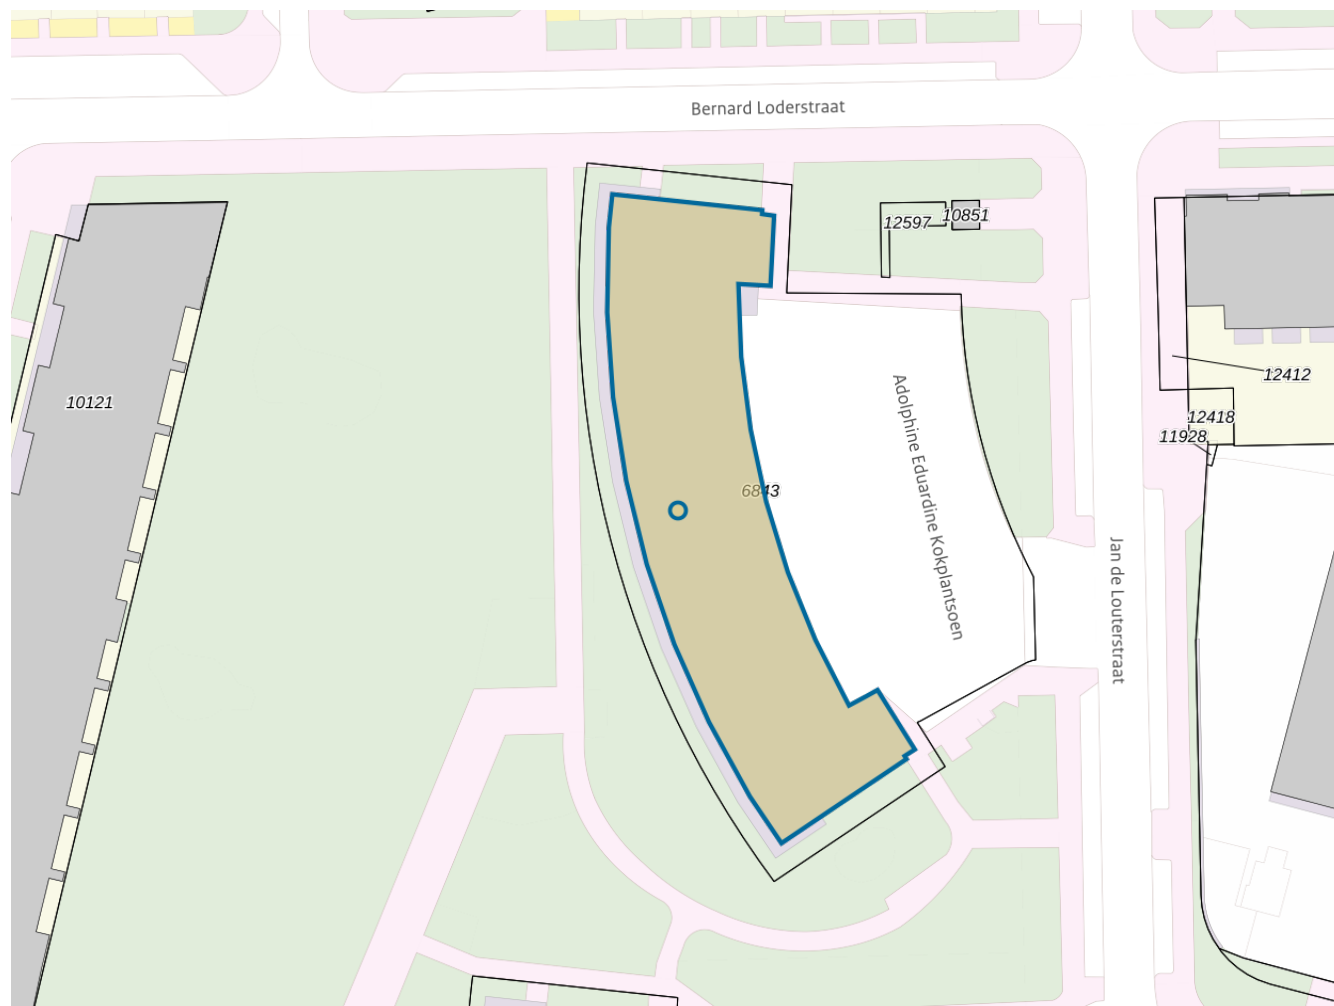 Bernard Loderstraat
12597
10851
12412
10121
12418
11928
6843
Adolphine Eduardine Kokplantsoen
Jan de Louterstraat